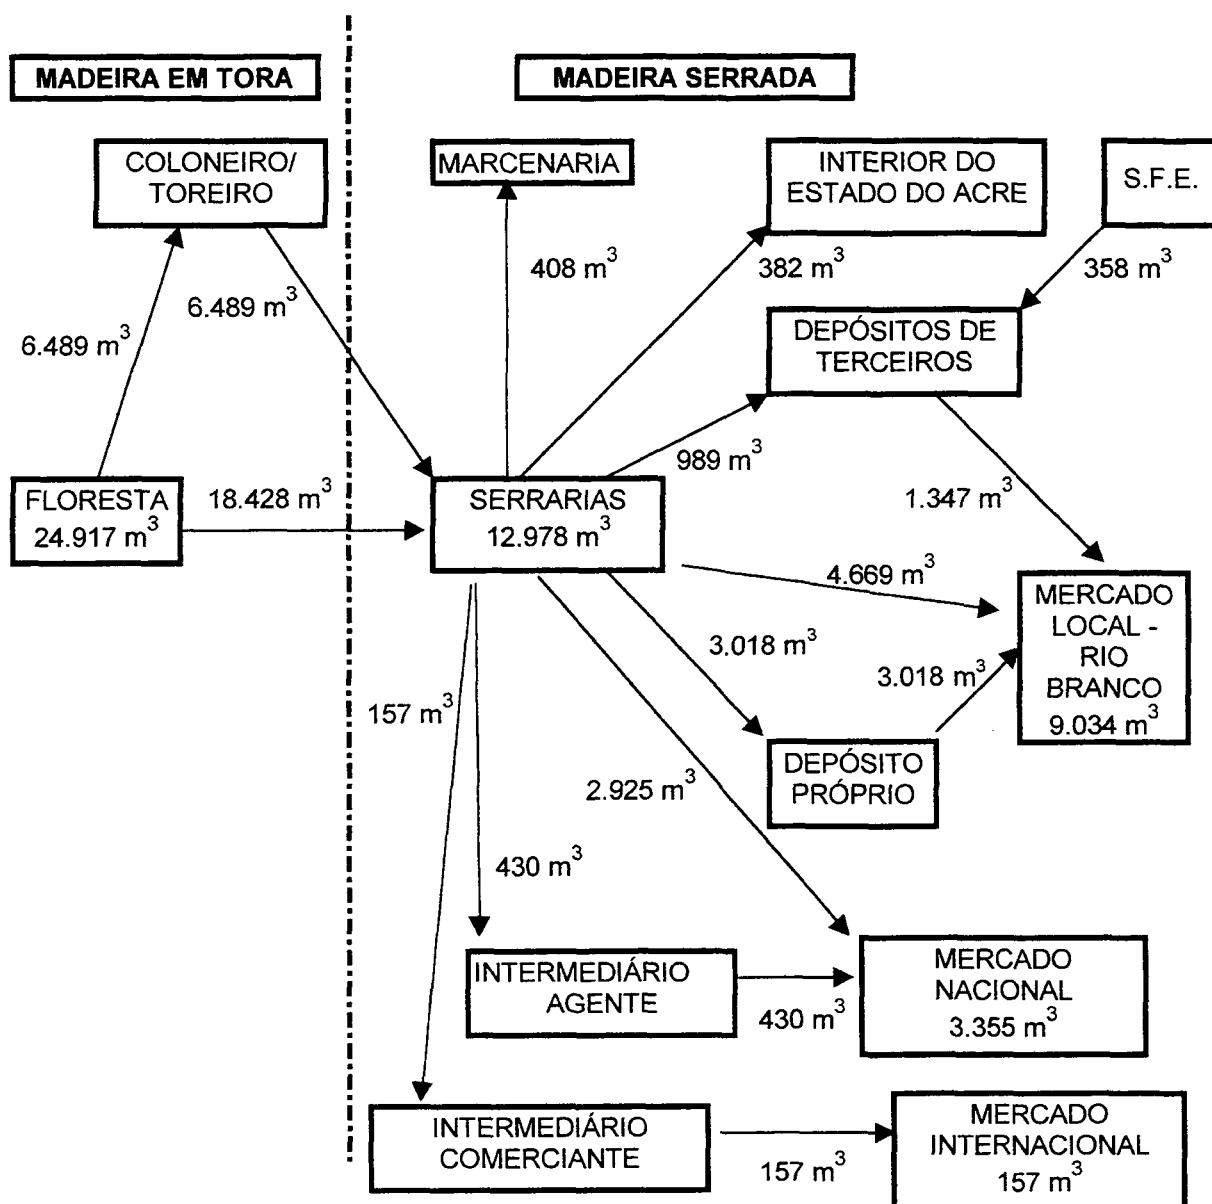 MADEIRA EM TORA
MADEIRA SERRADA
COLONEIRO/
TOREIRO
MARCENARIA
INTERIOR DO
ESTADO DO ACRE
S.F.E.
408 m³
382 m³
358 m³
6.489 m³
6.489 m³
DEPÓSITOS DE
TERCEIROS
989 m³
1.347 m³
FLORESTA
24.917 m³
18.428 m³
SERRARIAS
12.978 m³
4.669 m³
MERCADO
LOCAL -
RIO
BRANCO
9.034 m³
3.018 m³
3.018 m³
157 m³
DEPÓSITO
PRÓPRIO
2.925 m³
430 m³
INTERMEDIÁRIO
AGENTE
430 m³
MERCADO
NACIONAL
3.355 m³
INTERMEDIÁRIO
COMERCIANTE
157 m³
MERCADO
INTERNACIONAL
157 m³